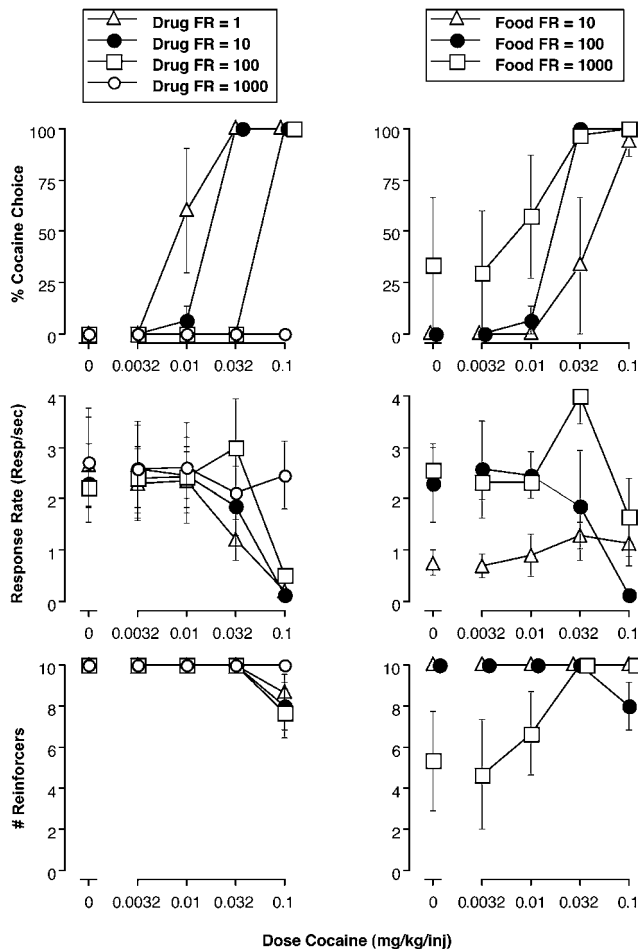 Drug FR = 1
Drug FR = 10
Drug FR = 100
Drug FR = 1000
Food FR = 10
Food FR = 100
Food FR = 1000
% Cocaine Choice
100
75
50
25
0
0 0.0032 0.01 0.032 0.1
100
75
50
25
0
0 0.0032 0.01 0.032 0.1
Response Rate (Resp/sec)
4
3
2
1
0
0 0.0032 0.01 0.032 0.1
4
3
2
1
0
0 0.0032 0.01 0.032 0.1
# Reinforcers
10
8
6
4
2
0
0 0.0032 0.01 0.032 0.1
10
8
6
4
2
0
0 0.0032 0.01 0.032 0.1
Dose Cocaine (mg/kg/inj)